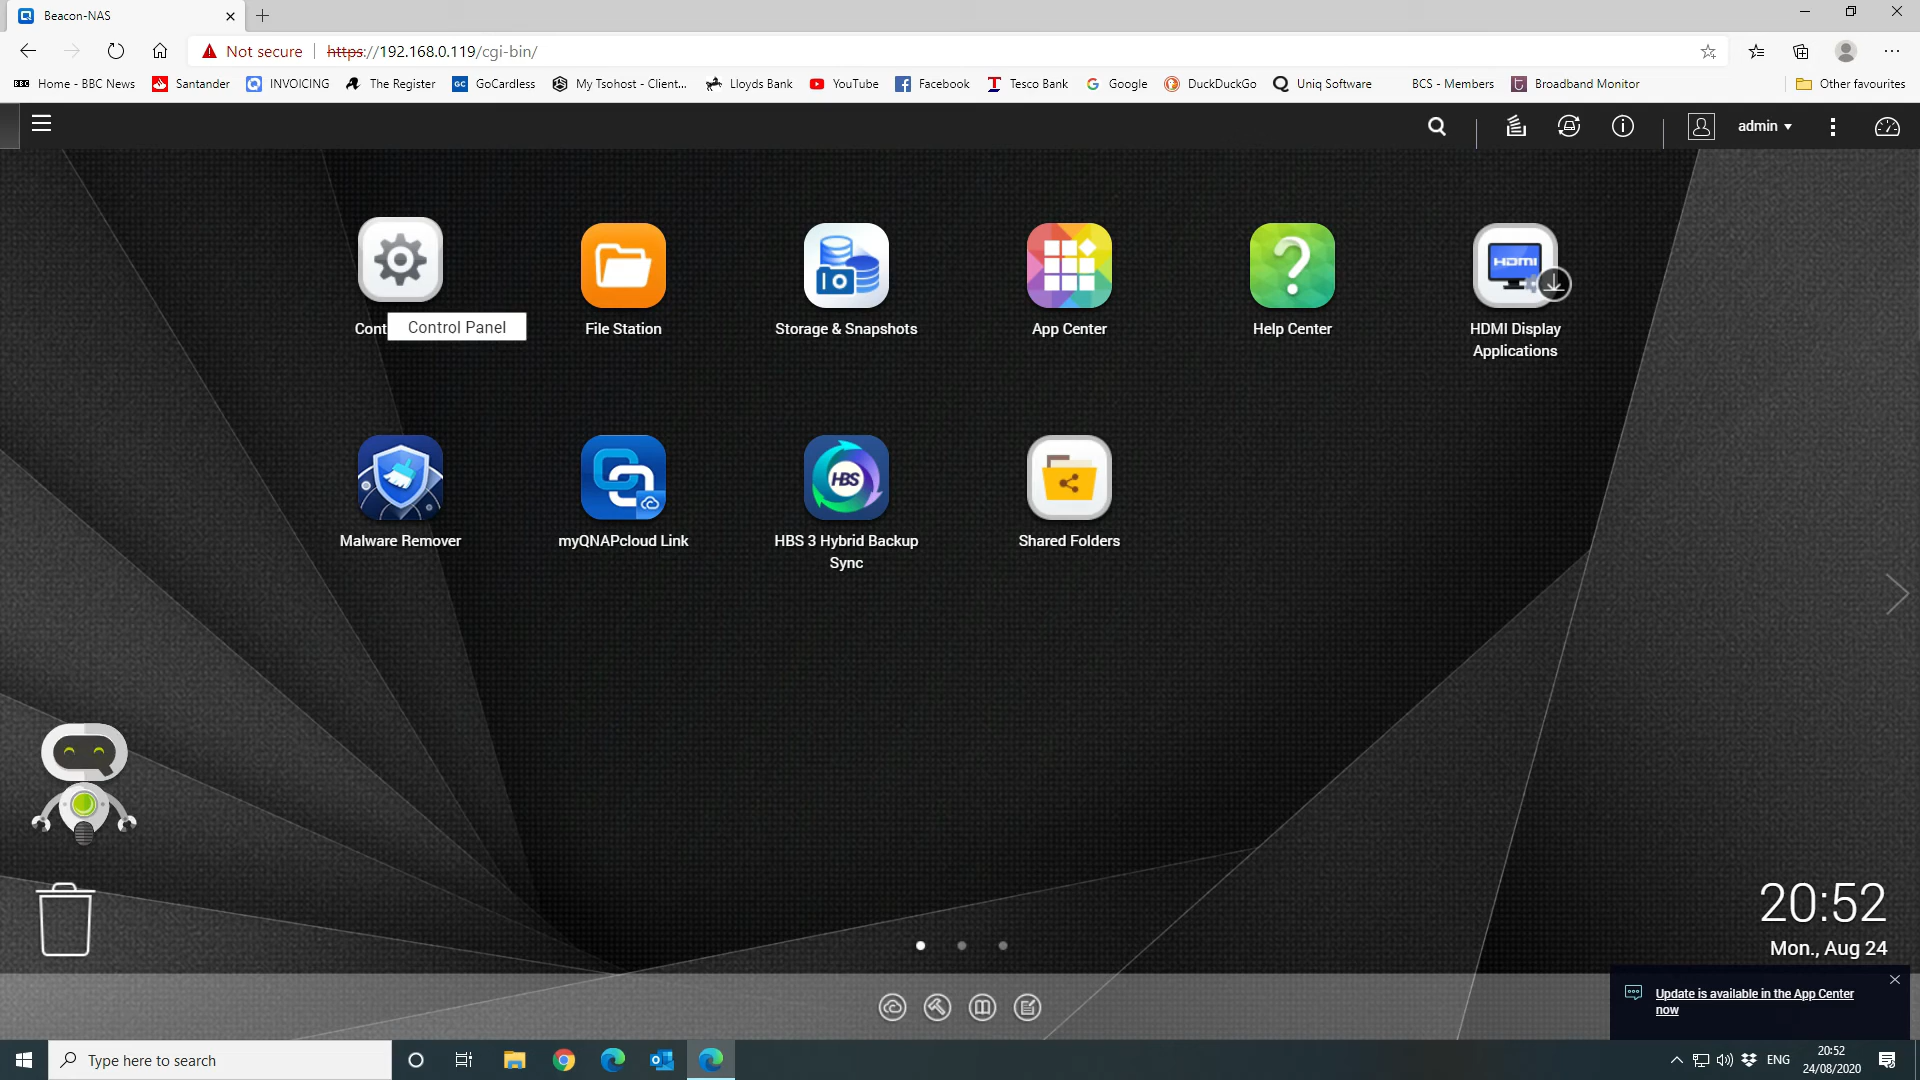 Beacon-NAS
Not secure
https://192.168.0.119/cgi-bin/
BBC Home - BBC News
Santander
INVOICING
The Register
GC GoCardless
My Tsohost - Client...
Lloyds Bank
YouTube
Facebook
Tesco Bank
Google
DuckDuckGo
Uniq Software
BCS - Members
Broadband Monitor
Other favourites
admin
Cont
Control Panel
File Station
Storage & Snapshots
App Center
Help Center
HDMI
HDMI Display
Applications
Malware Remover
myQNAPcloud Link
HBS
HBS 3 Hybrid Backup
Sync
Shared Folders
20:52
Mon., Aug 24
Update is available in the App Center
now
Type here to search
ENG
20:52
24/08/2020